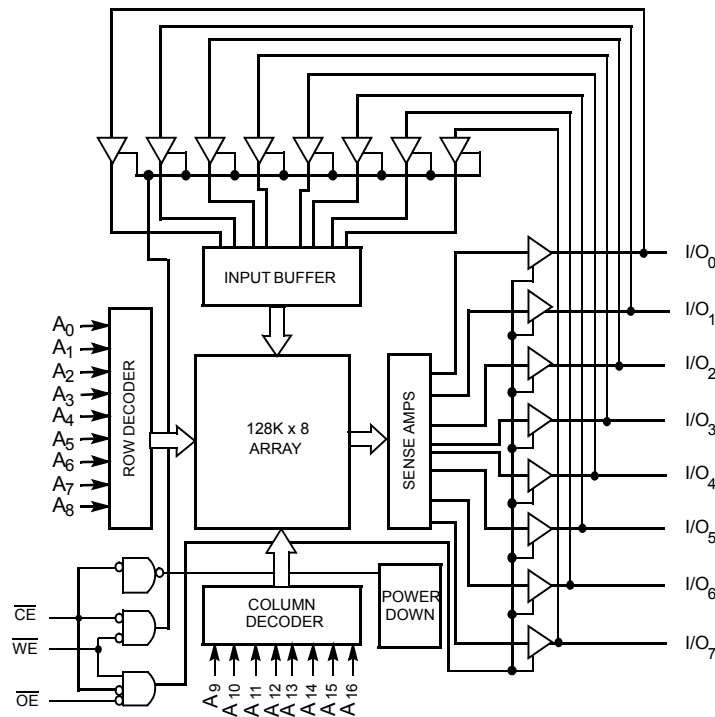 INPUT BUFFER
I/O0
I/O1
I/O2
I/O3
I/O4
I/O5
I/O6
I/O7
A0
A1
A2
A3
A4
A5
A6
A7
A8
ROW DECODER
128K x 8
ARRAY
SENSE AMPS
COLUMN
DECODER
POWER
DOWN
CE
WE
OE
A9
A10
A11
A12
A13
A14
A15
A16